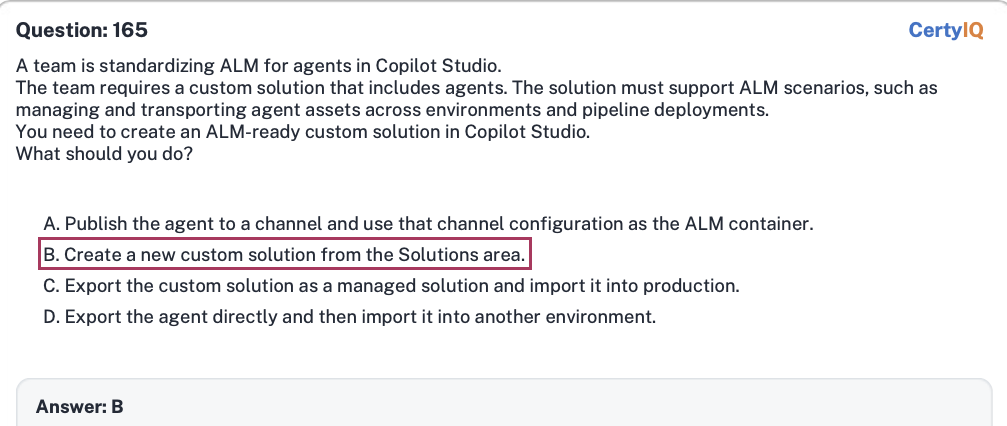 Question: 165
CertyIQ
A team is standardizing ALM for agents in Copilot Studio.
The team requires a custom solution that includes agents. The solution must support ALM scenarios, such as
managing and transporting agent assets across environments and pipeline deployments.
You need to create an ALM-ready custom solution in Copilot Studio.
What should you do?
A. Publish the agent to a channel and use that channel configuration as the ALM container.
B. Create a new custom solution from the Solutions area.
C. Export the custom solution as a managed solution and import it into production.
D. Export the agent directly and then import it into another environment.
Answer: B